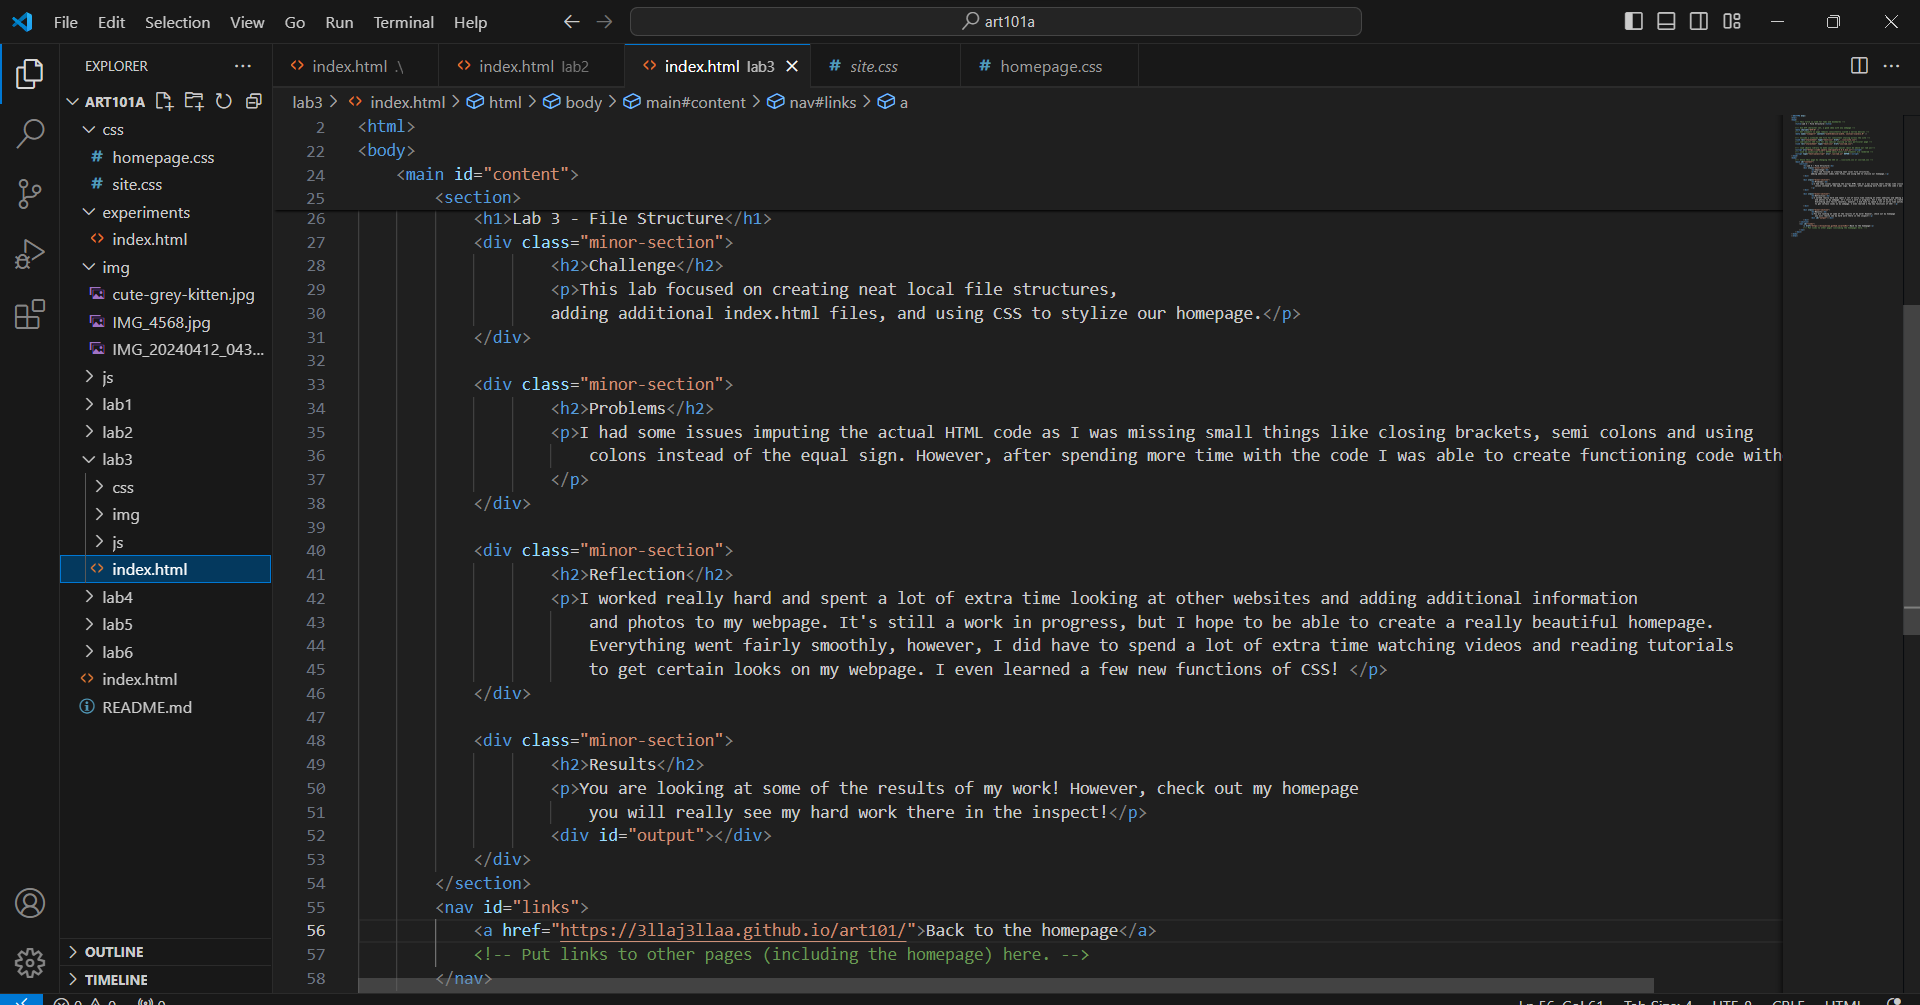 File Edit Selection View Go Run Terminal Help
art101a
EXPLORER
index.html .\
index.html lab2
index.html lab3
# site.css
# homepage.css
ART101A
lab3 > index.html > html > body > main#content > nav#links > a
css
# homepage.css
# site.css
experiments
index.html
img
cute-grey-kitten.jpg
IMG_4568.jpg
IMG_20240412_043...
js
lab1
lab2
lab3
css
img
js
index.html
lab4
lab5
lab6
index.html
README.md
OUTLINE
TIMELINE
2 <html>
22 <body>
24 <main id="content">
25 <section>
26 <h1>Lab 3 - File Structure</h1>
27 <div class="minor-section">
28 <h2>Challenge</h2>
29 <p>This lab focused on creating neat local file structures,
30 adding additional index.html files, and using CSS to stylize our homepage.</p>
31 </div>
32
33 <div class="minor-section">
34 <h2>Problems</h2>
35 <p>I had some issues imputing the actual HTML code as I was missing small things like closing brackets, semi colons and using
36 colons instead of the equal sign. However, after spending more time with the code I was able to create functioning code with
37 </p>
38 </div>
39
40 <div class="minor-section">
41 <h2>Reflection</h2>
42 <p>I worked really hard and spent a lot of extra time looking at other websites and adding additional information
43 and photos to my webpage. It's still a work in progress, but I hope to be able to create a really beautiful homepage.
44 Everything went fairly smoothly, however, I did have to spend a lot of extra time watching videos and reading tutorials
45 to get certain looks on my webpage. I even learned a few new functions of CSS! </p>
46 </div>
47
48 <div class="minor-section">
49 <h2>Results</h2>
50 <p>You are looking at some of the results of my work! However, check out my homepage
51 you will really see my hard work there in the inspect!</p>
52 <div id="output"></div>
53 </div>
54 </section>
55 <nav id="links">
56 <a href="https://3llaj3llaa.github.io/art101/">Back to the homepage</a>
57 <!-- Put links to other pages (including the homepage) here. -->
58 </nav>
Ln 56, Col 61 Tab Size: 4 UTF-8 CRLF HTML